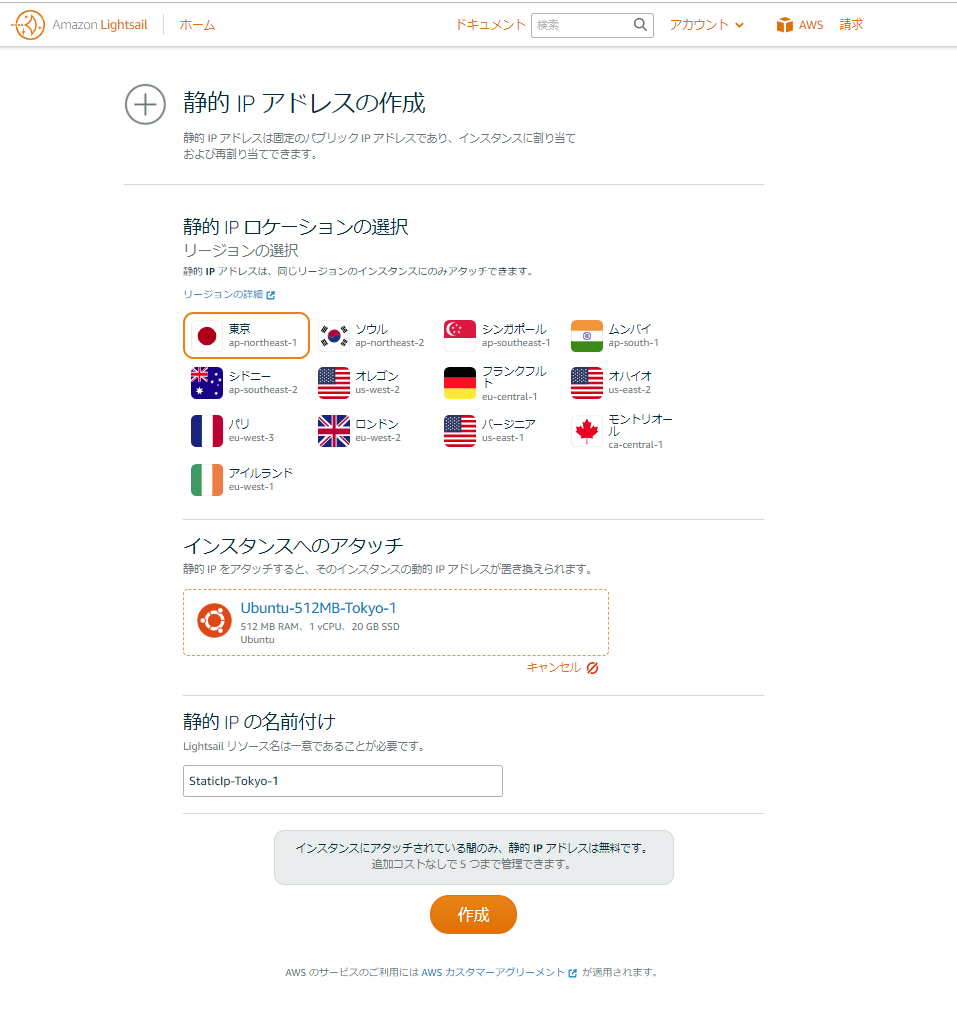 Amazon Lightsail
ホーム
ドキュメント
検索
アカウント
AWS
請求
静的 IP アドレスの作成
静的 IP アドレスは固定のパブリック IP アドレスであり、インスタンスに割り当て
および再割り当てできます。
静的 IP ロケーションの選択
リージョンの選択
静的 IP アドレスは、同じリージョンのインスタンスにのみアタッチできます。
リージョンの詳細
東京
ap-northeast-1
ソウル
ap-northeast-2
シンガポール
ap-southeast-1
ムンバイ
ap-south-1
シドニー
ap-southeast-2
オレゴン
us-west-2
フランクフル
ト
eu-central-1
オハイオ
us-east-2
パリ
eu-west-3
ロンドン
eu-west-2
バージニア
us-east-1
モントリオー
ル
ca-central-1
アイルランド
eu-west-1
インスタンスへのアタッチ
静的 IP をアタッチすると、そのインスタンスの動的 IP アドレスが置き換えられます。
Ubuntu-512MB-Tokyo-1
512 MB RAM、1 vCPU、20 GB SSD
Ubuntu
キャンセル
静的 IP の名前付け
Lightsail リソース名は一意であることが必要です。
StaticIp-Tokyo-1
インスタンスにアタッチされている間のみ、静的 IP アドレスは無料です。
追加コストなしで 5 つまで管理できます。
作成
AWS のサービスのご利用には AWS カスタマーアグリーメント が適用されます。